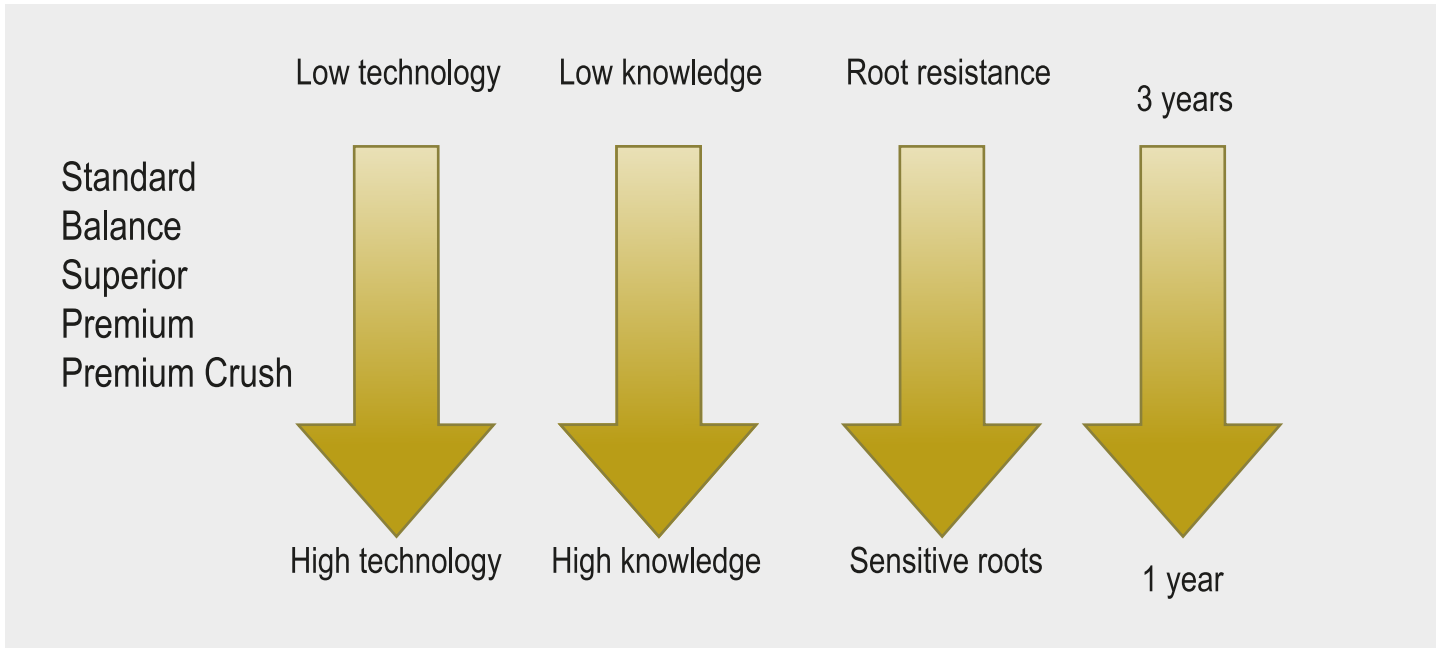 Low technology
Low knowledge
Root resistance
3 years
Standard
Balance
Superior
Premium
Premium Crush
High technology
High knowledge
Sensitive roots
1 year